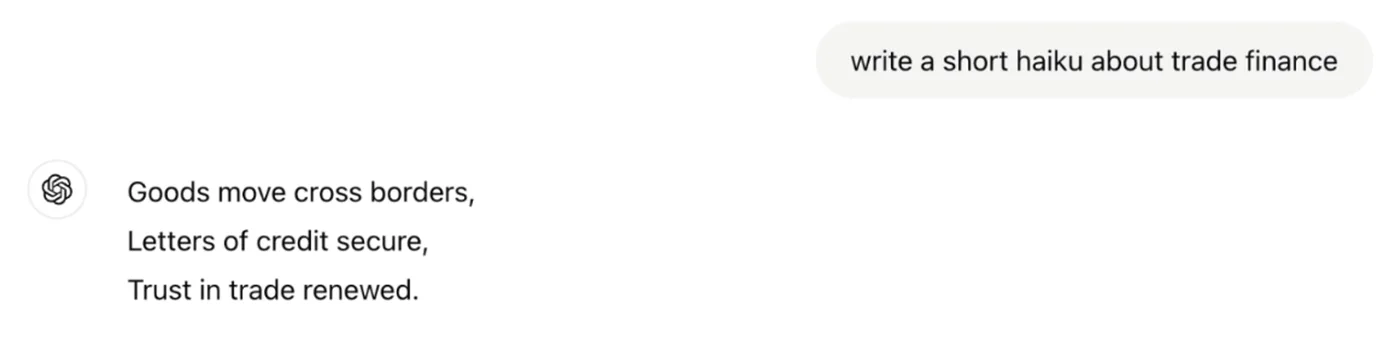 write a short haiku about trade finance
Goods move cross borders,
Letters of credit secure,
Trust in trade renewed.